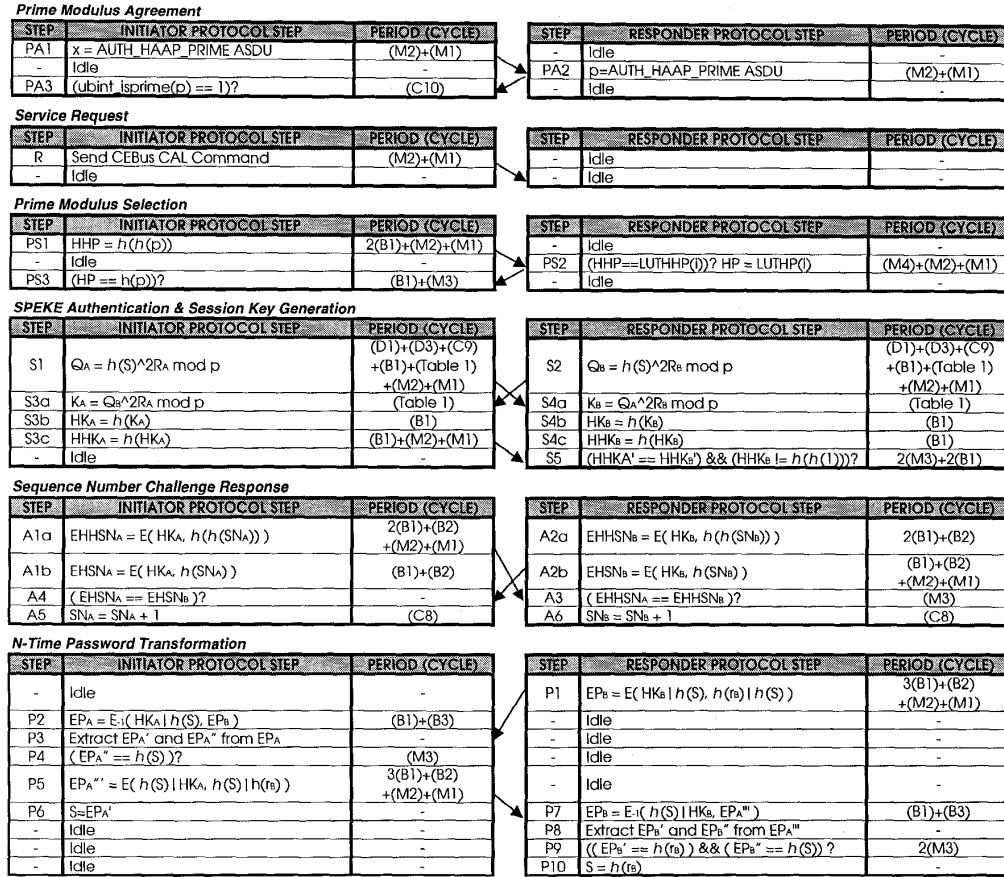 Prime Modulus Agreement
STEP INITIATOR PROTOCOL STEP PERIOD (CYCLE) STEP RESPONDER PROTOCOL STEP PERIOD (CYCLE)
PA1 x = AUTH_HAAP_PRIME ASDU (M2)+(M1) - Idle -
- Idle - PA2 p=AUTH_HAAP_PRIME ASDU (M2)+(M1)
PA3 (ubint_isprime(p) == 1)? (C10) - Idle -
Service Request
STEP INITIATOR PROTOCOL STEP PERIOD (CYCLE) STEP RESPONDER PROTOCOL STEP PERIOD (CYCLE)
R Send CEBus CAL Command (M2)+(M1) - Idle -
- Idle - - Idle -
Prime Modulus Selection
STEP INITIATOR PROTOCOL STEP PERIOD (CYCLE) STEP RESPONDER PROTOCOL STEP PERIOD (CYCLE)
PS1 HHP = h(h(p)) 2(B1)+(M2)+(M1) - Idle -
- Idle - PS2 (HHP==LUTHHP(i))? HP = LUTHP(i) (M4)+(M2)+(M1)
PS3 (HP == h(p))? (B1)+(M3) - Idle -
SPEKE Authentication & Session Key Generation
STEP INITIATOR PROTOCOL STEP PERIOD (CYCLE) STEP RESPONDER PROTOCOL STEP PERIOD (CYCLE)
(D1)+(D3)+(C9) (D1)+(D3)+(C9)
S1 QA = h(S)^2RA mod p +(B1)+(Table 1) S2 QB = h(S)^2RB mod p +(B1)+(Table 1)
+(M2)+(M1) +(M2)+(M1)
S3a KA = QB^2RA mod p (Table 1) S4a KB = QA^2RB mod p (Table 1)
S3b HKA = h(KA) (B1) S4b HKB = h(KB) (B1)
S3c HHKA = h(HKA) (B1)+(M2)+(M1) S4c HHKB = h(HKB) (B1)
- Idle - S5 (HHKA' == HHKB') && (HHKB != h(h(1)))? 2(M3)+2(B1)
Sequence Number Challenge Response
STEP INITIATOR PROTOCOL STEP PERIOD (CYCLE) STEP RESPONDER PROTOCOL STEP PERIOD (CYCLE)
A1a EHHSNA = E( HKA, h(h(SNA)) ) 2(B1)+(B2) A2a EHHSNB = E( HKB, h(h(SNB)) ) 2(B1)+(B2)
+(M2)+(M1)
A1b EHSNA = E( HKA, h(SNA) ) (B1)+(B2) A2b EHSNB = E( HKB, h(SNB) ) (B1)+(B2)
+(M2)+(M1)
A4 ( EHSNA == EHSNB )? - A3 ( EHHSNA == EHHSNB )? (M3)
A5 SNA = SNA + 1 (C8) A6 SNB = SNB + 1 (C8)
N-Time Password Transformation
STEP INITIATOR PROTOCOL STEP PERIOD (CYCLE) STEP RESPONDER PROTOCOL STEP PERIOD (CYCLE)
- Idle - P1 EPB = E( HKB | h(S), h(rB) | h(S) ) 3(B1)+(B2)
+(M2)+(M1)
P2 EPA = E-1( HKA | h(S), EPB ) (B1)+(B3) - Idle -
P3 Extract EPA' and EPA" from EPA - - Idle -
P4 ( EPA" == h(S) )? (M3) - Idle -
P5 EPA"' = E( h(S) | HKA, h(S) | h(rB) ) 3(B1)+(B2) - Idle -
+(M2)+(M1)
P6 S=EPA' - P7 EPB = E-1( h(S) | HKB, EPA"' ) (B1)+(B3)
- Idle - P8 Extract EPB' and EPB" from EPA"' -
- Idle - P9 (( EPB' == h(rB) ) && ( EPB" == h(S)) ? 2(M3)
- Idle - P10 S = h(rB) -